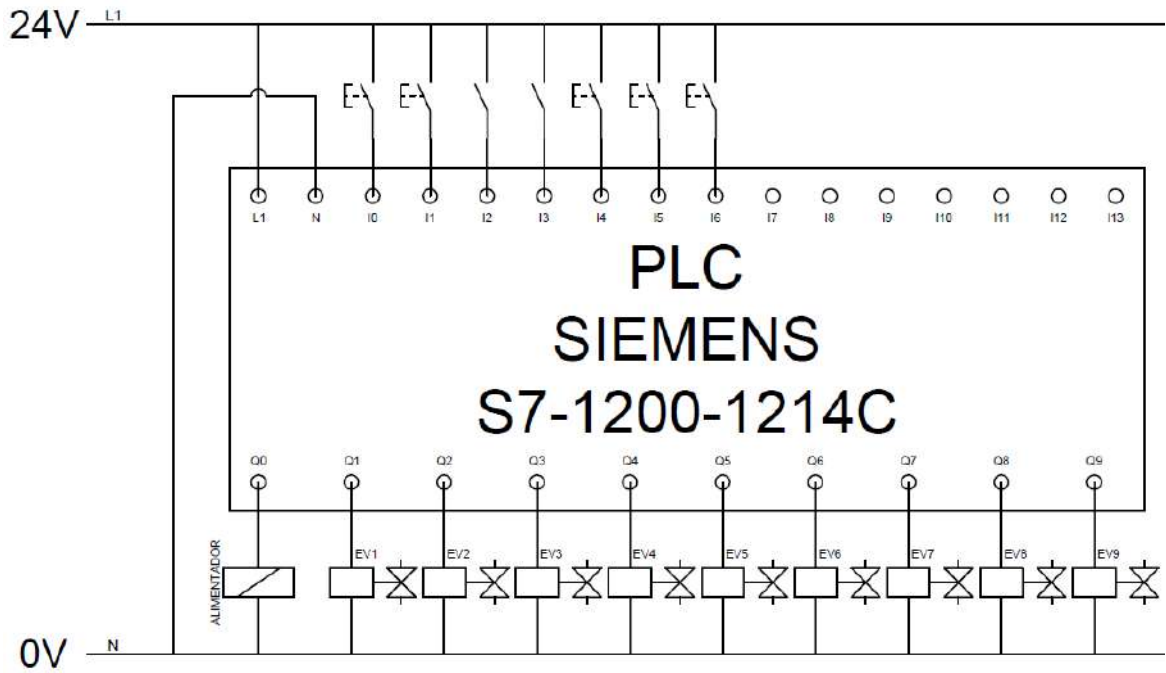 24V
L1
L1 N I0 I1 I2 I3 I4 I5 I6 I7 I8 I9 I10 I11 I12 I13
PLC
SIEMENS
S7-1200-1214C
Q0 Q1 Q2 Q3 Q4 Q5 Q6 Q7 Q8 Q9
ALIMENTADOR
EV1 EV2 EV3 EV4 EV5 EV6 EV7 EV8 EV9
0V
N